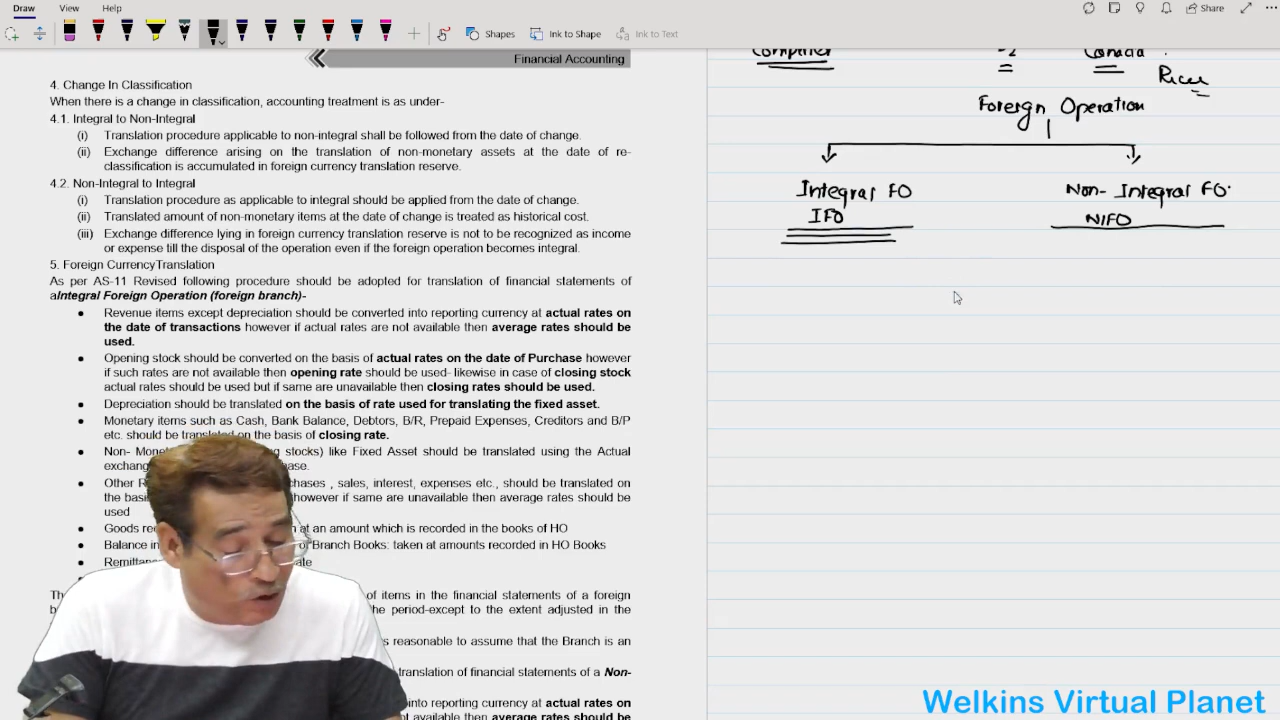 Draw View Help
Share
Shapes Ink to Shape Ink to Text
Financial Accounting
4. Change In Classification
When there is a change in classification, accounting treatment is as under-
4.1. Integral to Non-Integral
(i) Translation procedure applicable to non-integral shall be followed from the date of change.
(ii) Exchange difference arising on the translation of non-monetary assets at the date of re-
classification is accumulated in foreign currency translation reserve.
4.2. Non-Integral to Integral
(i) Translation procedure as applicable to integral should be applied from the date of change.
(ii) Translated amount of non-monetary items at the date of change is treated as historical cost.
(iii) Exchange difference lying in foreign currency translation reserve is not to be recognized as income
or expense till the disposal of the operation even if the foreign operation becomes integral.
5. Foreign CurrencyTranslation
As per AS-11 Revised following procedure should be adopted for translation of financial statements of
aIntegral Foreign Operation (foreign branch)-
• Revenue items except depreciation should be converted into reporting currency at actual rates on
the date of transactions however if actual rates are not available then average rates should be
used.
• Opening stock should be converted on the basis of actual rates on the date of Purchase however
if such rates are not available then opening rate should be used- likewise in case of closing stock
actual rates should be used but if same are unavailable then closing rates should be used.
• Depreciation should be translated on the basis of rate used for translating the fixed asset.
• Monetary items such as Cash, Bank Balance, Debtors, B/R, Prepaid Expenses, Creditors and B/P
etc. should be translated on the basis of closing rate.
• Non- Monet stocks) like Fixed Asset should be translated using the Actual
exchang ase.
• Other R chases , sales, interest, expenses etc., should be translated on
the basi however if same are unavailable then average rates should be
used
• Goods re n at an amount which is recorded in the books of HO
• Balance in of Branch Books: taken at amounts recorded in HO Books
• Remittan ate
Th of items in the financial statements of a foreign
b he period-except to the extent adjusted in the
s reasonable to assume that the Branch is an
translation of financial statements of a Non-
into reporting currency at actual rates on
t available then average rates should be
Computer Canada
Rices
Foreign Operation
Integral FO Non-Integral FO.
IFO NIFO
Welkins Virtual Planet